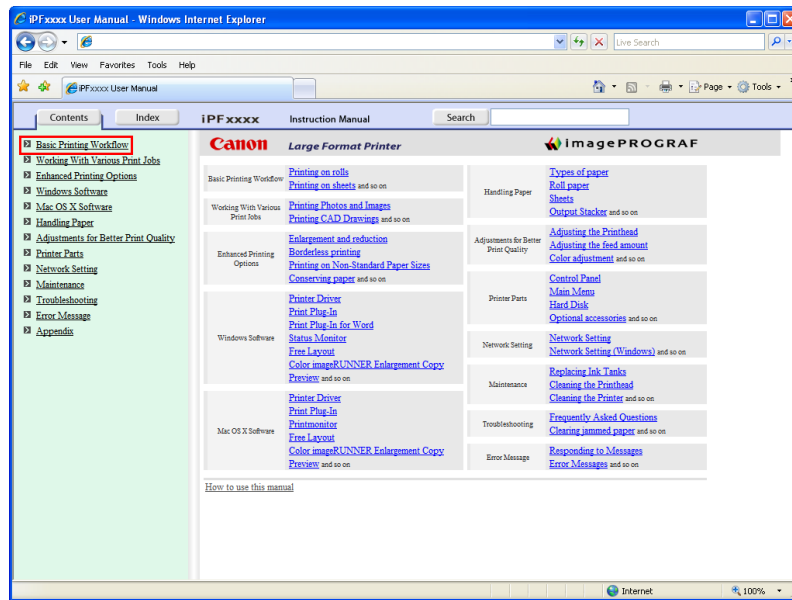 iPFxxxx User Manual - Windows Internet Explorer
Live Search
File Edit View Favorites Tools Help
iPFxxxx User Manual
Page Tools
Contents Index iPFxxxx Instruction Manual Search
Basic Printing Workflow
Working With Various Print Jobs
Enhanced Printing Options
Windows Software
Mac OS X Software
Handling Paper
Adjustments for Better Print Quality
Printer Parts
Network Setting
Maintenance
Troubleshooting
Error Message
Appendix
Canon Large Format Printer imagePROGRAF
Basic Printing Workflow
Printing on rolls
Printing on sheets and so on
Working With Various
Print Jobs
Printing Photos and Images
Printing CAD Drawings and so on
Enhanced Printing
Options
Enlargement and reduction
Borderless printing
Printing on Non-Standard Paper Sizes
Conserving paper and so on
Windows Software
Printer Driver
Print Plug-In
Print Plug-In for Word
Status Monitor
Free Layout
Color imageRUNNER Enlargement Copy
Preview and so on
Mac OS X Software
Printer Driver
Print Plug-In
Printmonitor
Free Layout
Color imageRUNNER Enlargement Copy
Preview and so on
Handling Paper
Types of paper
Roll paper
Sheets
Output Stacker and so on
Adjustments for Better
Print Quality
Adjusting the Printhead
Adjusting the feed amount
Color adjustment and so on
Printer Parts
Control Panel
Main Menu
Hard Disk
Optional accessories and so on
Network Setting
Network Setting
Network Setting (Windows) and so on
Maintenance
Replacing Ink Tanks
Cleaning the Printhead
Cleaning the Printer and so on
Troubleshooting
Frequently Asked Questions
Clearing jammed paper and so on
Error Message
Responding to Messages
Error Messages and so on
How to use this manual
Internet 100%